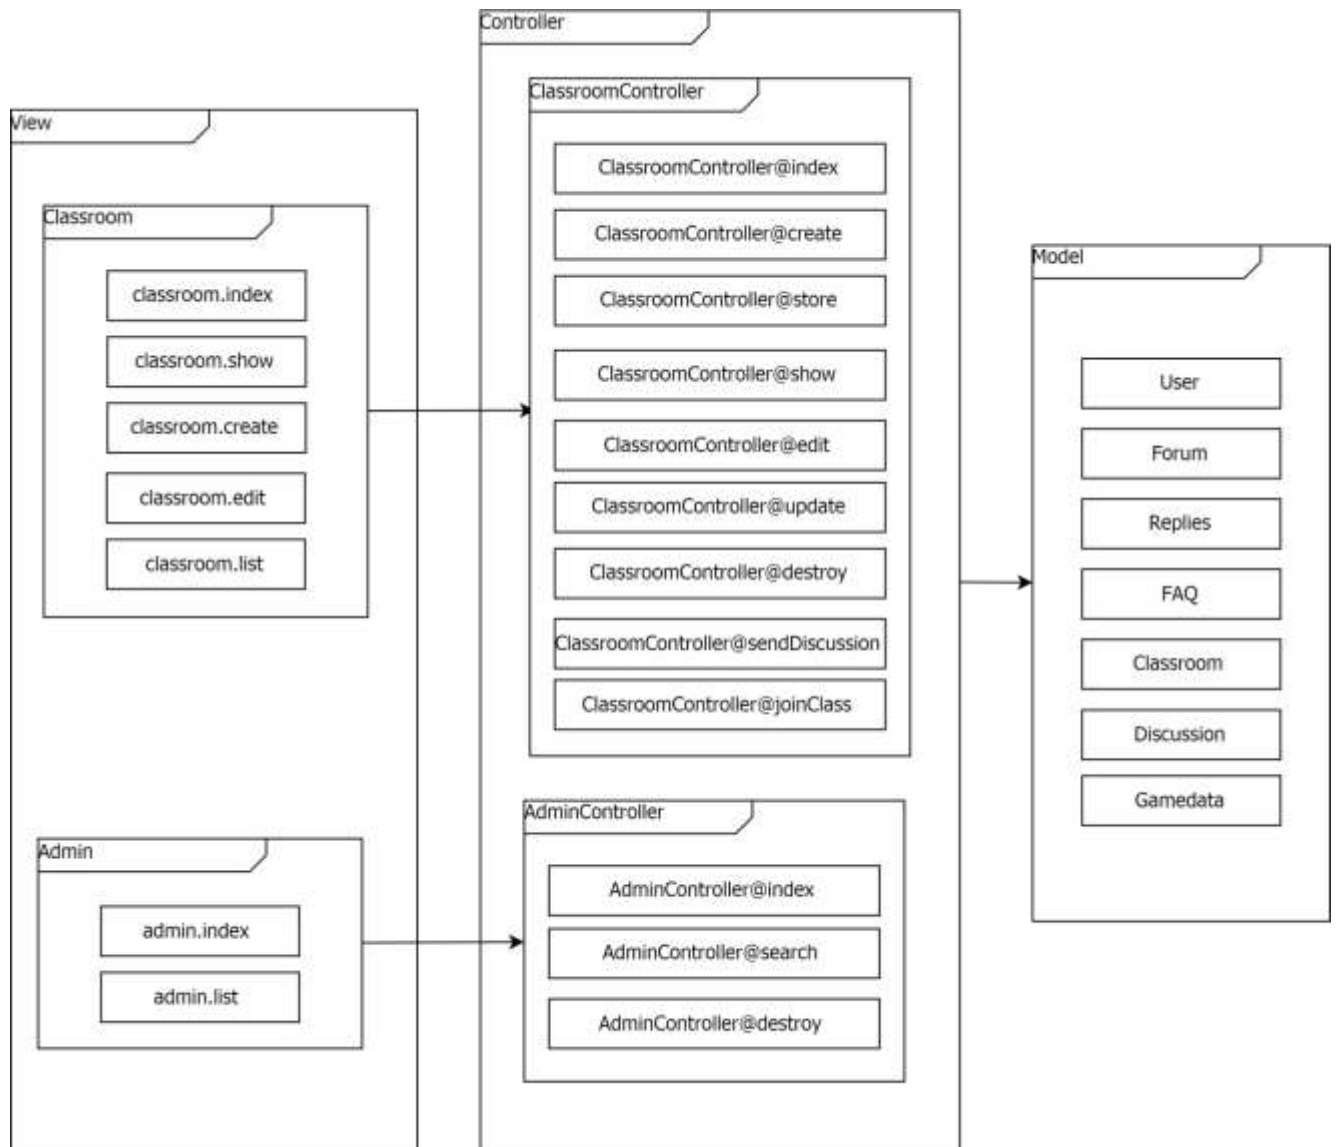 View
Classroom
classroom.index
classroom.show
classroom.create
classroom.edit
classroom.list
Admin
admin.index
admin.list
Controller
ClassroomController
ClassroomController@index
ClassroomController@create
ClassroomController@store
ClassroomController@show
ClassroomController@edit
ClassroomController@update
ClassroomController@destroy
ClassroomController@sendDiscussion
ClassroomController@joinClass
AdminController
AdminController@index
AdminController@search
AdminController@destroy
Model
User
Forum
Replies
FAQ
Classroom
Discussion
Gamedata